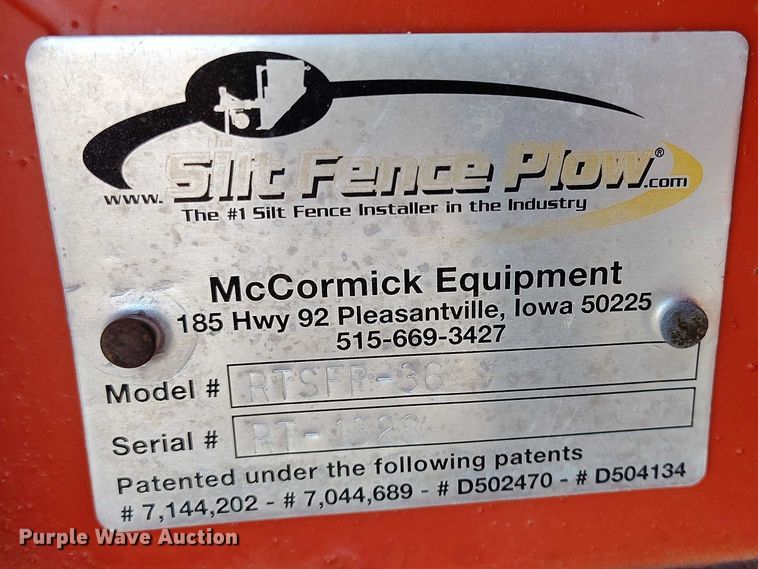 the
www. Silt Fence Plow®.com
The #1 Silt Fence Installer in the Industry
McCormick Equipment
185 Hwy 92 Pleasantville, Iowa 50225
515-669-3427
Model # RTSFP-36
Serial #
Patented under the following patents
# 7,144,202 - # 7,044,689 - # D502470 - # D504134
Purple Wave Auction